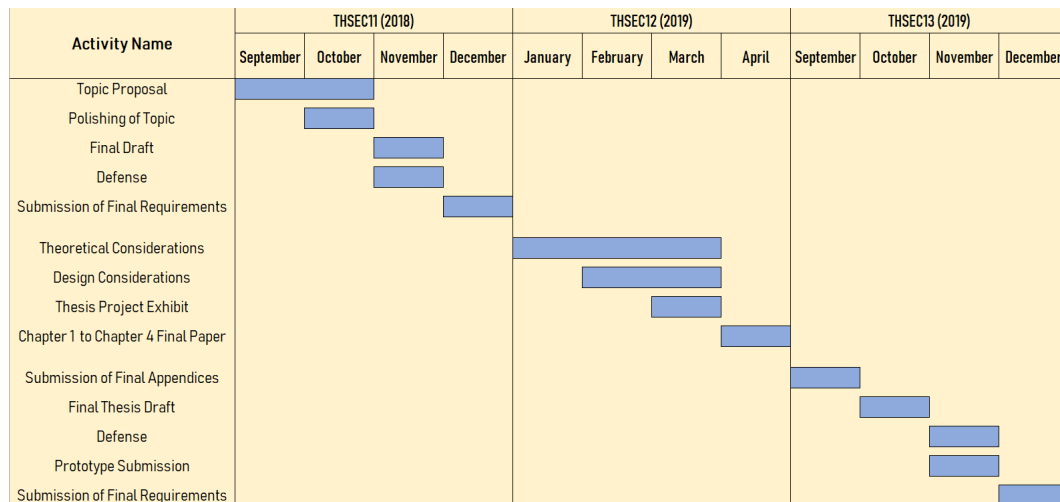 THSEC11 (2018) THSEC12 (2019) THSEC13 (2019)
Activity Name
September October November December January February March April September October November December
Topic Proposal
Polishing of Topic
Final Draft
Defense
Submission of Final Requirements
Theoretical Considerations
Design Considerations
Thesis Project Exhibit
Chapter 1 to Chapter 4 Final Paper
Submission of Final Appendices
Final Thesis Draft
Defense
Prototype Submission
Submission of Final Requirements